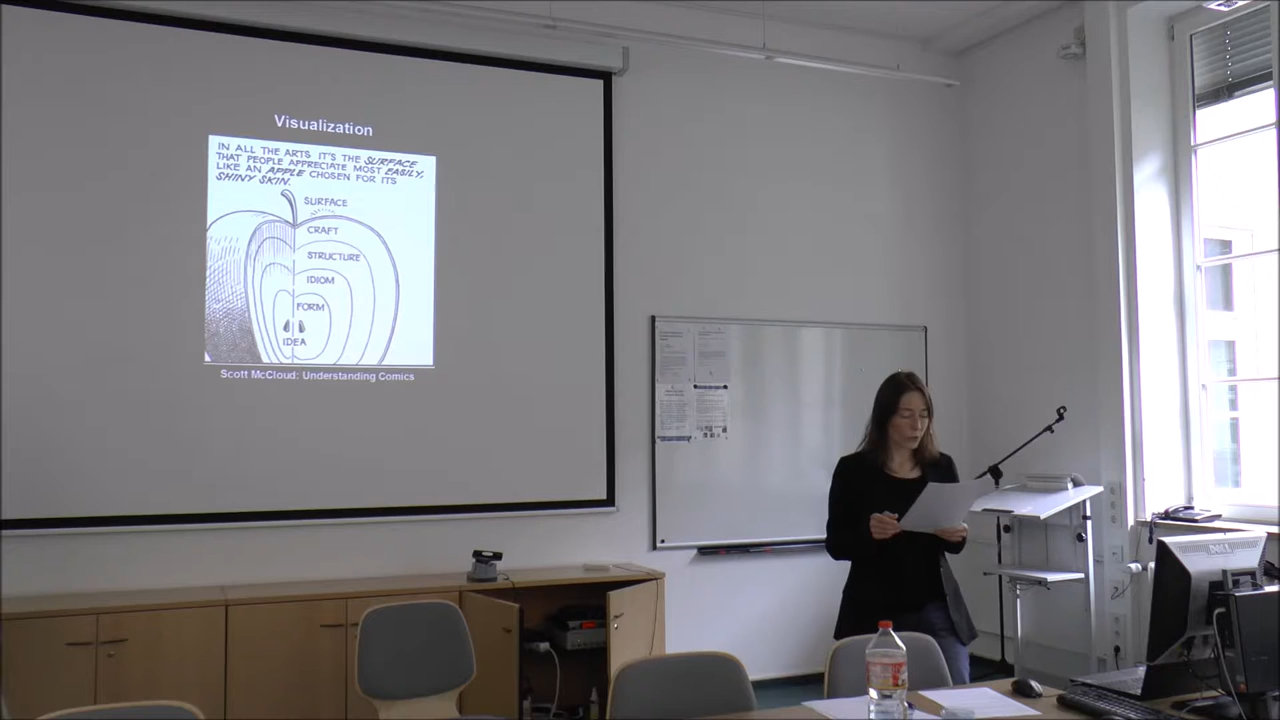 Visualization
IN ALL THE ARTS IT'S THE SURFACE
THAT PEOPLE APPRECIATE MOST EASILY,
LIKE AN APPLE CHOSEN FOR ITS
SHINY SKIN.
SURFACE
CRAFT
STRUCTURE
IDIOM
FORM
IDEA
Scott McCloud: Understanding Comics
DELL